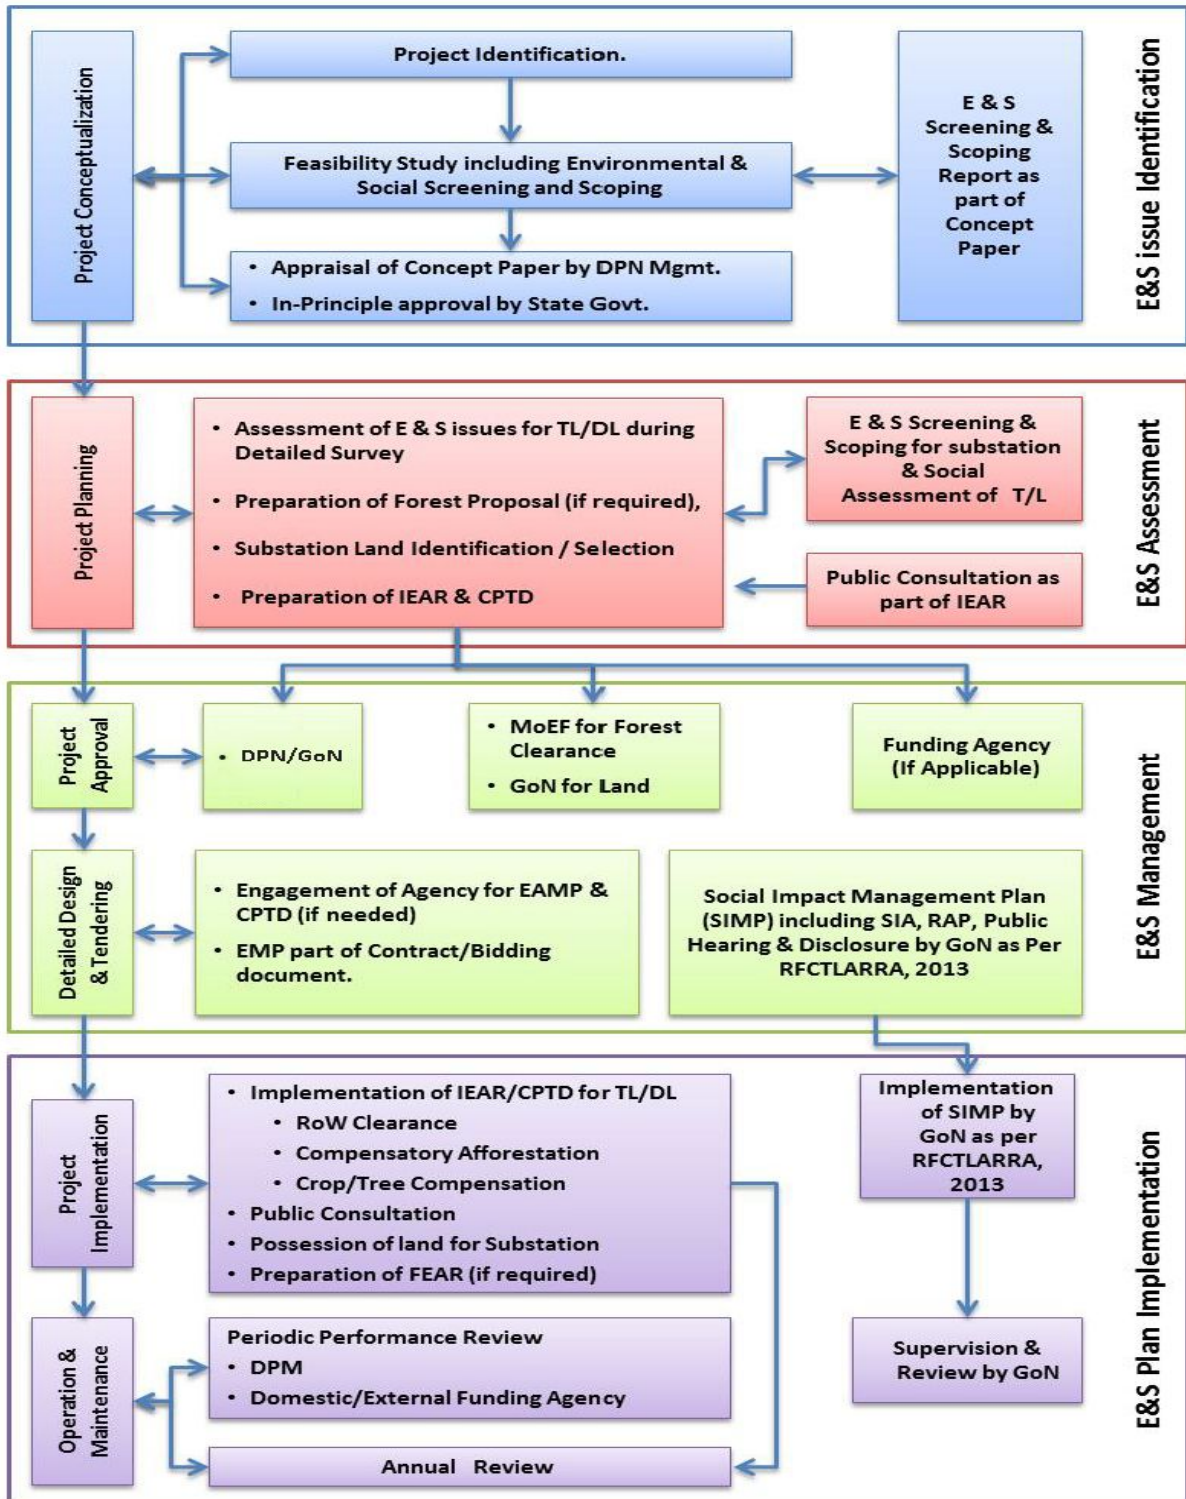 Project Conceptualization
Project Identification.
Feasibility Study including Environmental &
Social Screening and Scoping
• Appraisal of Concept Paper by DPN Mgmt.
• In-Principle approval by State Govt.
E & S
Screening &
Scoping
Report as
part of
Concept
Paper
E&S issue Identification
Project Planning
• Assessment of E & S issues for TL/DL during
Detailed Survey
• Preparation of Forest Proposal (if required),
• Substation Land Identification / Selection
• Preparation of IEAR & CPTD
E & S Screening &
Scoping for substation
& Social
Assessment of T/L
Public Consultation as
part of IEAR
E&S Assessment
Project
Approval
• DPN/GoN
• MoEF for Forest
Clearance
• GoN for Land
Funding Agency
(If Applicable)
Detailed Design
& Tendering
• Engagement of Agency for EAMP &
CPTD (if needed)
• EMP part of Contract/Bidding
document.
Social Impact Management Plan
(SIMP) including SIA, RAP, Public
Hearing & Disclosure by GoN as Per
RFCTLARRA, 2013
E&S Management
Project
Implementation
• Implementation of IEAR/CPTD for TL/DL
• RoW Clearance
• Compensatory Afforestation
• Crop/Tree Compensation
• Public Consultation
• Possession of land for Substation
• Preparation of FEAR (if required)
Implementation
of SIMP by
GoN as per
RFCTLARRA,
2013
Operation &
Maintenance
Periodic Performance Review
• DPM
• Domestic/External Funding Agency
Annual Review
Supervision &
Review by GoN
E&S Plan Implementation